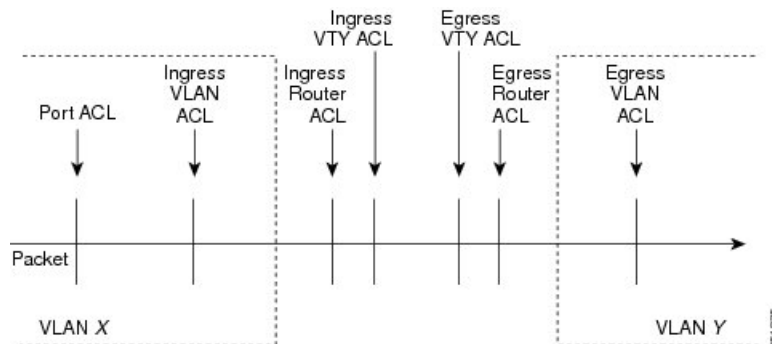 Ingress
VTY ACL
Egress
VTY ACL
Port ACL
Ingress
VLAN
ACL
Ingress
Router
ACL
Egress
Router
ACL
Egress
VLAN
ACL
Packet
VLAN X
VLAN Y